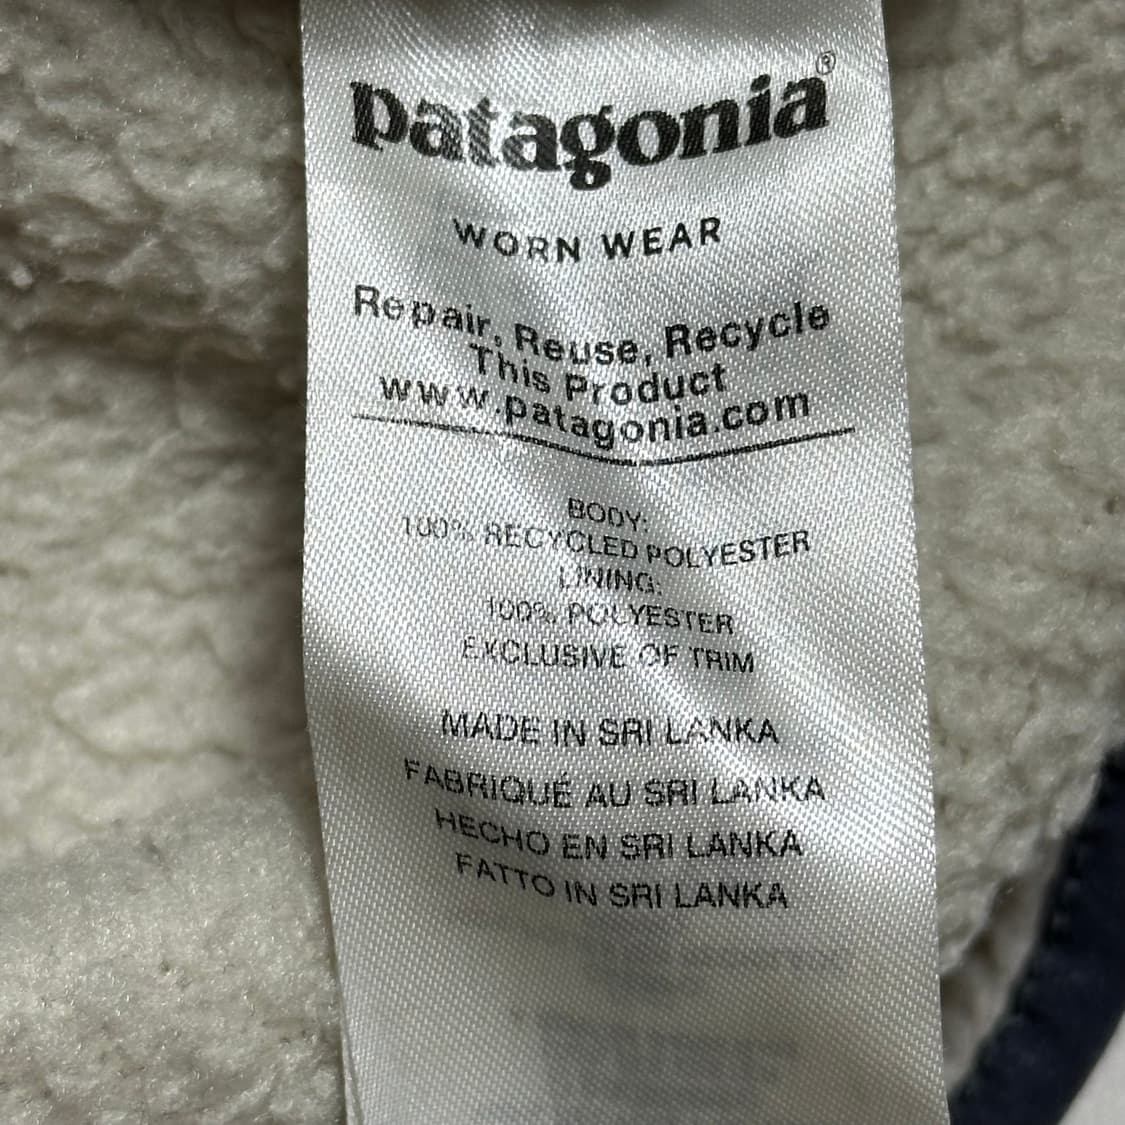 patagonia®
WORN WEAR
Repair, Reuse, Recycle
This Product
www.patagonia.com
BODY:
100% RECYCLED POLYESTER
LINING:
100% POLYESTER
EXCLUSIVE OF TRIM
MADE IN SRI LANKA
FABRIQUÉ AU SRI LANKA
HECHO EN SRI LANKA
FATTO IN SRI LANKA